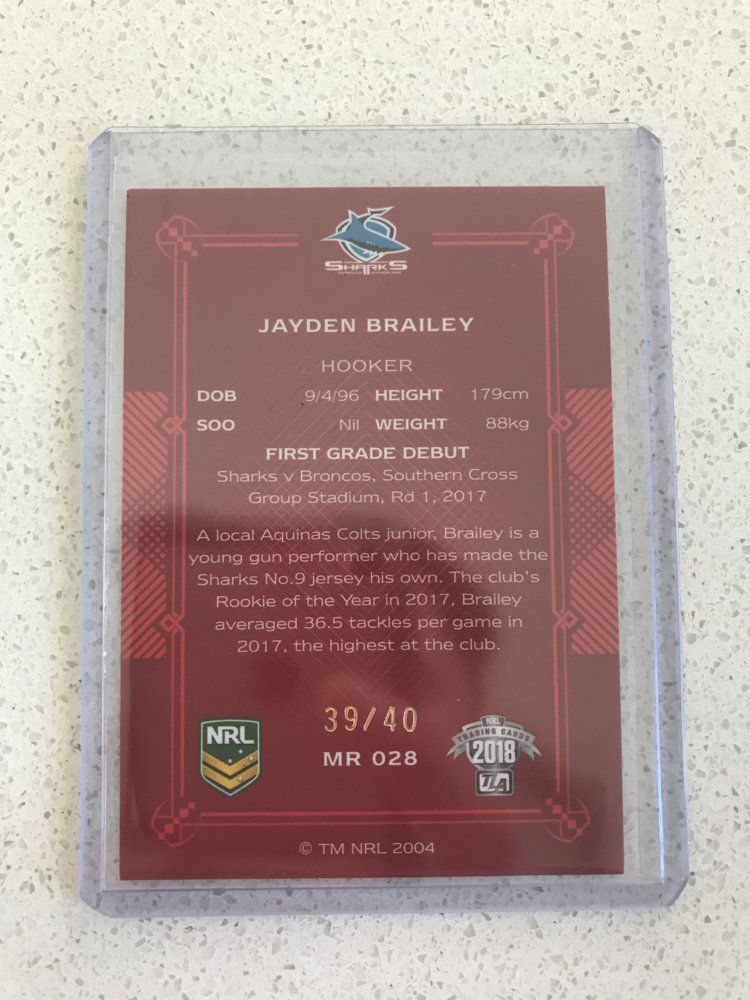 SHARKS
JAYDEN BRAILEY
HOOKER
DOB 9/4/96 HEIGHT 179cm
SOO Nil WEIGHT 88kg
FIRST GRADE DEBUT
Sharks v Broncos, Southern Cross
Group Stadium, Rd 1, 2017
A local Aquinas Colts junior, Brailey is a
young gun performer who has made the
Sharks No.9 jersey his own. The club's
Rookie of the Year in 2017, Brailey
averaged 36.5 tackles per game in
2017, the highest at the club.
39/40
MR 028
NRL
NRL
TRADING CARDS
2018
TLA
© TM NRL 2004